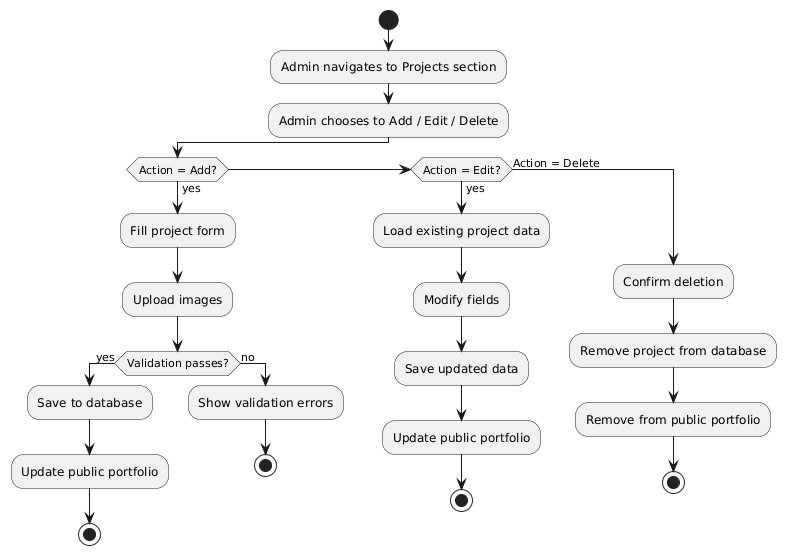 Admin navigates to Projects section
Admin chooses to Add / Edit / Delete
Action = Add?
yes
Fill project form
Upload images
Validation passes?
yes
Save to database
Update public portfolio
no
Show validation errors
Action = Edit?
yes
Load existing project data
Modify fields
Save updated data
Update public portfolio
Action = Delete
Confirm deletion
Remove project from database
Remove from public portfolio